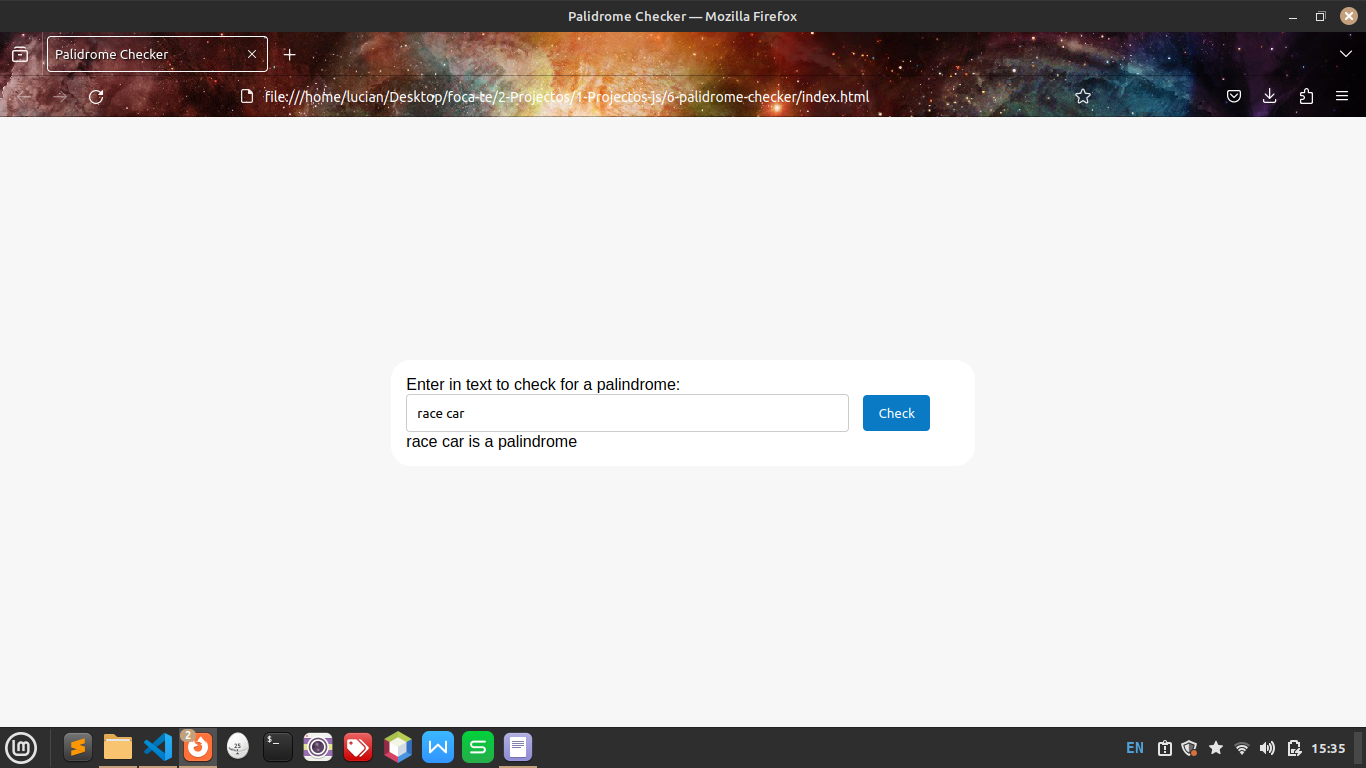 Palidrome Checker — Mozilla Firefox
Palidrome Checker
file:///home/lucian/Desktop/foca-te/2-Projectos/1-Projectos-js/6-palidrome-checker/index.html
Enter in text to check for a palindrome:
race car
Check
race car is a palindrome
2
25
$_
W
S
EN
15:35